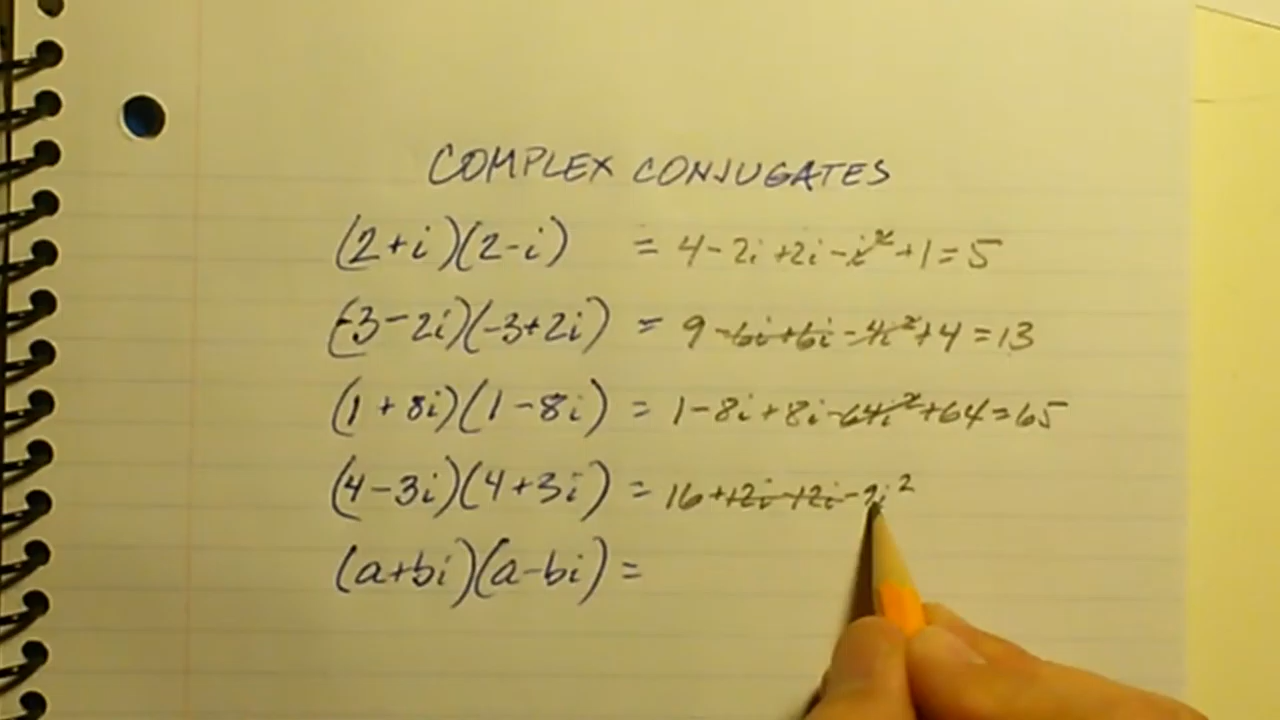 COMPLEX CONJUGATES
(2+i)(2-i) = 4-2i+2i-i²+1=5
(-3-2i)(-3+2i) = 9-6i+6i-4i²+4=13
(1+8i)(1-8i) = 1-8i+8i-64i²+64=65
(4-3i)(4+3i) = 16+12i-12i-9i²
(a+bi)(a-bi) =